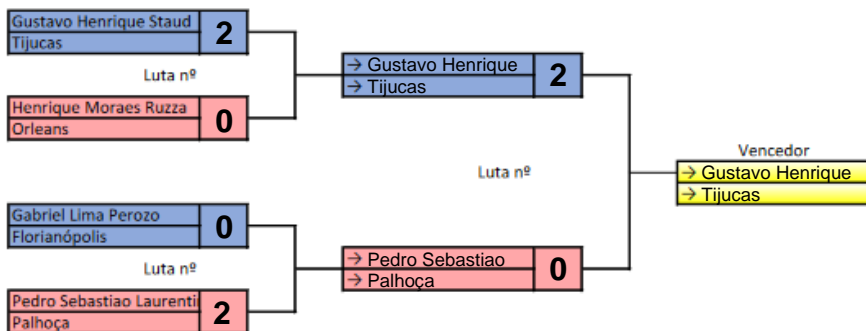 Gustavo Henrique Staud
Tijucas
2
Luta nº
Henrique Moraes Ruzza
Orleans
0
→ Gustavo Henrique
→ Tijucas
2
Luta nº
Vencedor
→ Gustavo Henrique
→ Tijucas
Gabriel Lima Perozo
Florianópolis
0
Luta nº
Pedro Sebastiao Laurenti
Palhoça
2
→ Pedro Sebastiao
→ Palhoça
0